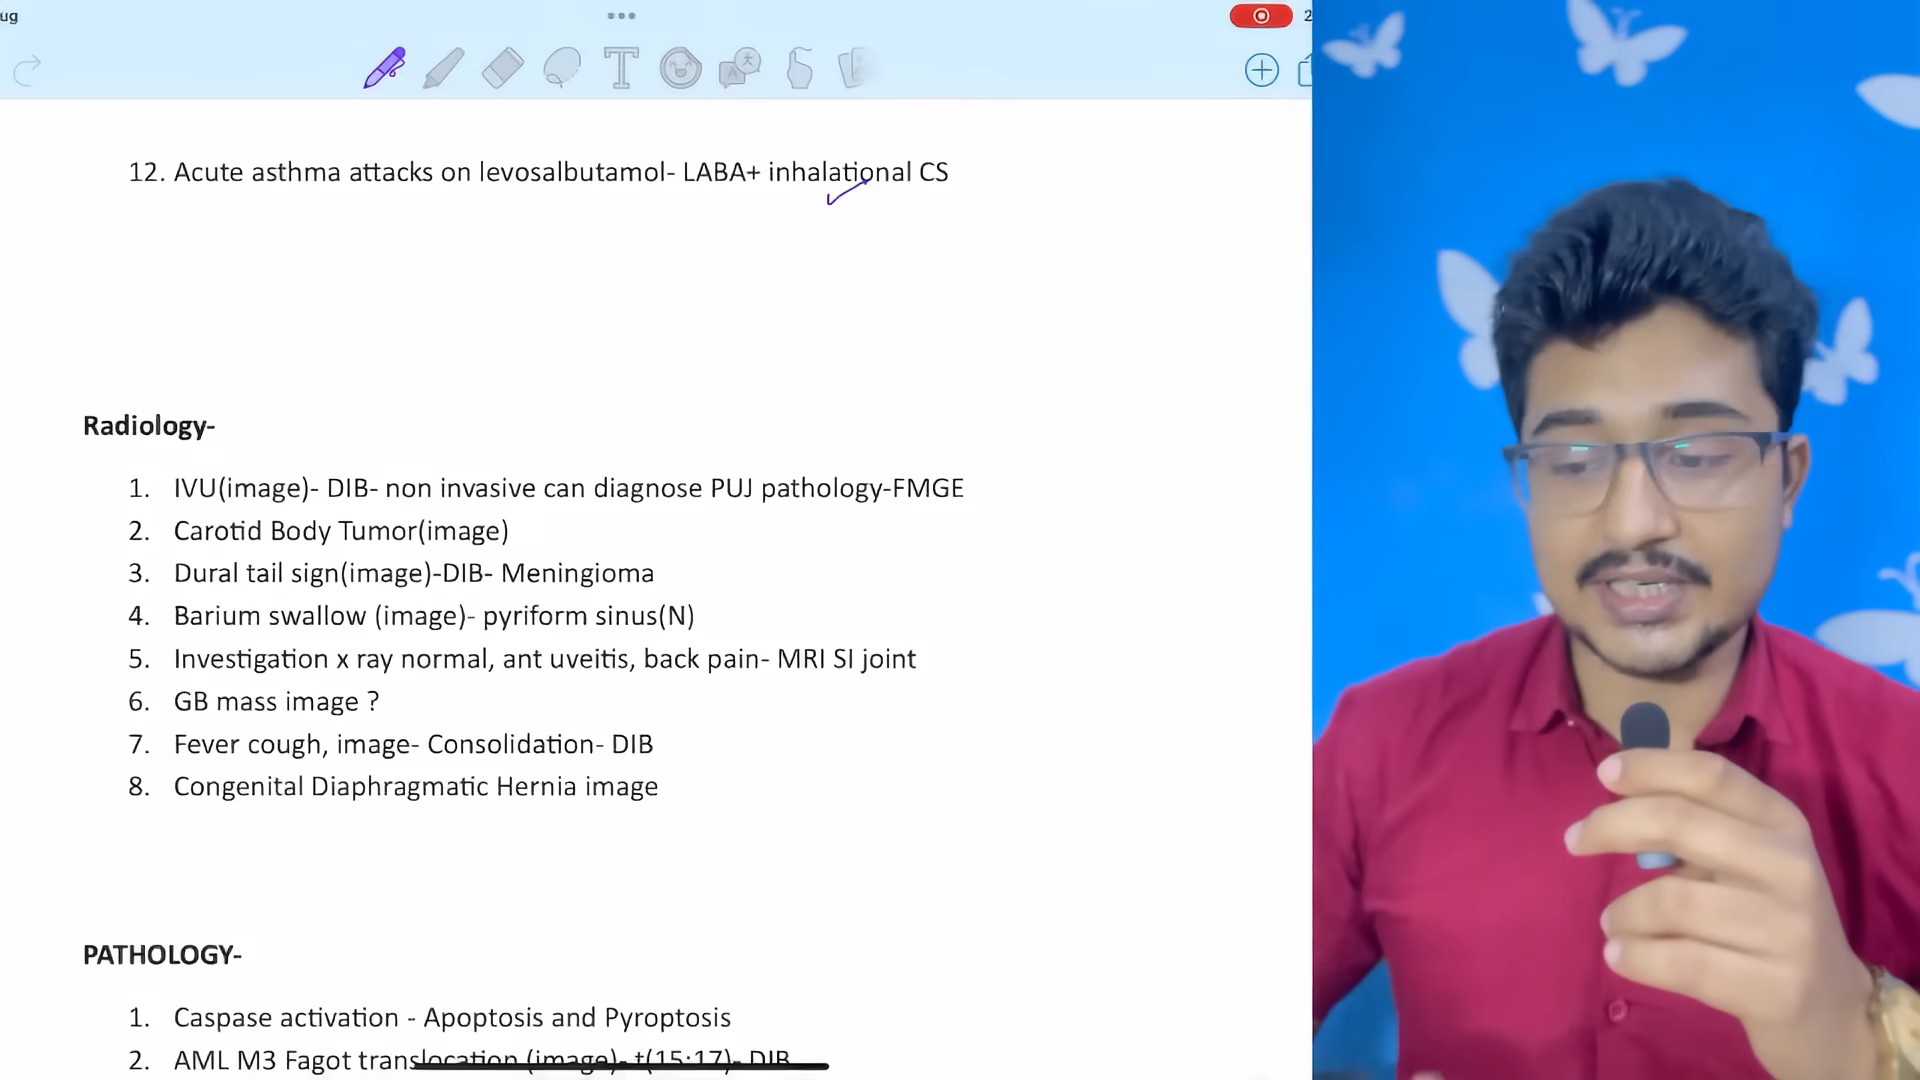 ug
2
12. Acute asthma attacks on levosalbutamol- LABA+ inhalational CS
Radiology-
1. IVU(image)- DIB- non invasive can diagnose PUJ pathology-FMGE
2. Carotid Body Tumor(image)
3. Dural tail sign(image)-DIB- Meningioma
4. Barium swallow (image)- pyriform sinus(N)
5. Investigation x ray normal, ant uveitis, back pain- MRI SI joint
6. GB mass image ?
7. Fever cough, image- Consolidation- DIB
8. Congenital Diaphragmatic Hernia image
PATHOLOGY-
1. Caspase activation - Apoptosis and Pyroptosis
2. AML M3 Fagot translocation (image)- t(15:17)- DIB